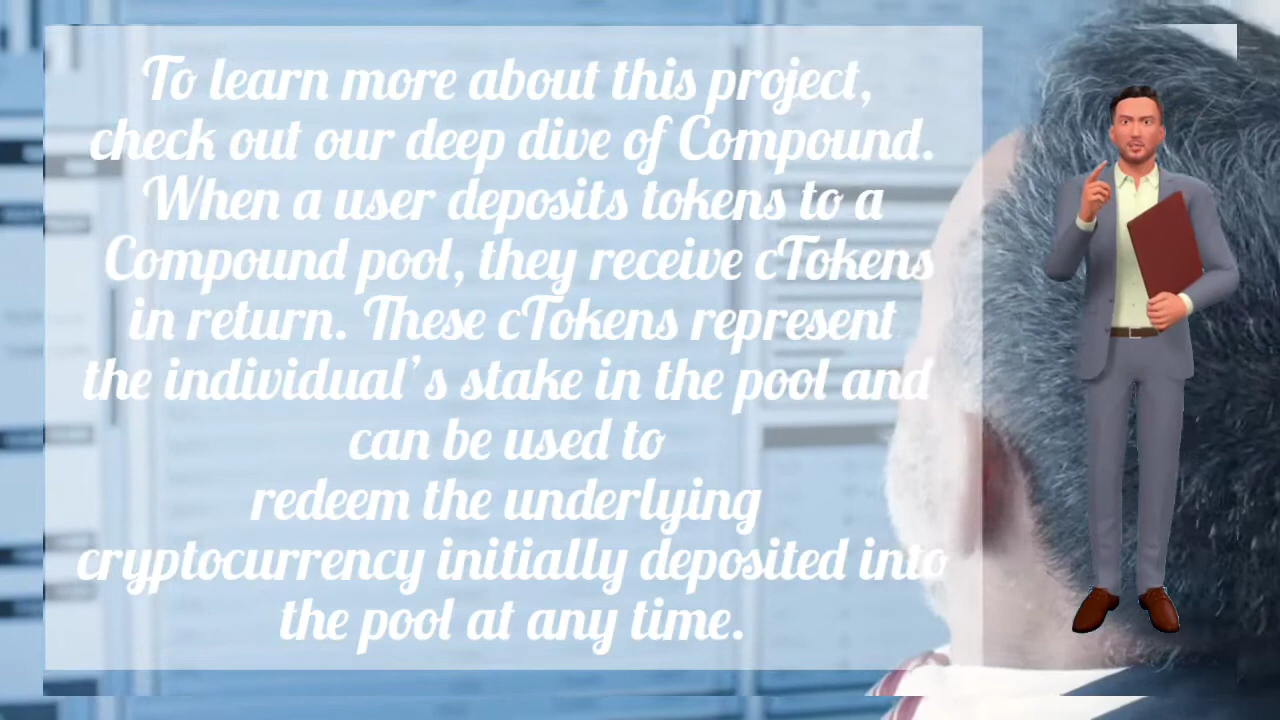 To learn more about this project,
check out our deep dive of Compound.
When a user deposits tokens to a
Compound pool, they receive cTokens
in return. These cTokens represent
the individual’s stake in the pool and
can be used to
redeem the underlying
cryptocurrency initially deposited into
the pool at any time.